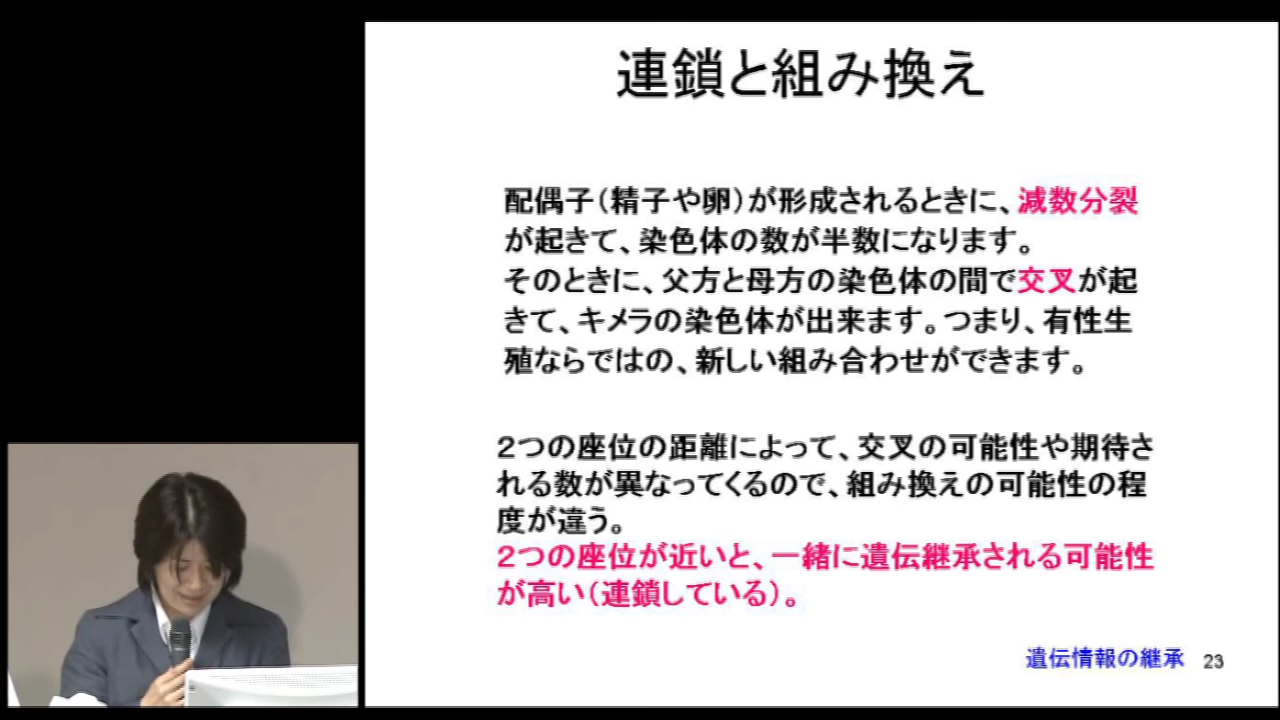 連鎖と組み換え
配偶子(精子や卵)が形成されるときに、減数分裂
が起きて、染色体の数が半数になります。
そのときに、父方と母方の染色体の間で交叉が起
きて、キメラの染色体が出来ます。つまり、有性生
殖ならではの、新しい組み合わせができます。
2つの座位の距離によって、交叉の可能性や期待さ
れる数が異なってくるので、組み換えの可能性の程
度が違う。
2つの座位が近いと、一緒に遺伝継承される可能性
が高い(連鎖している)。
遺伝情報の継承 23